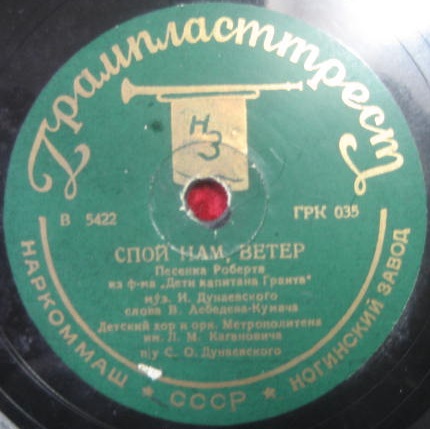 Грампласттрест
НЗ
В 5422
ГРК 035
СПОЙ НАМ, ВЕТЕР
Песенка Роберта
из ф-ма „Дети капитана Гранта"
муз. И. Дунаевского
слова В. Лебедева-Кумача
Детский хор и орк. Метрополитена
им. Л. М. Кагановича
п/у С. О. Дунаевского
НАРКОММАШ ★ СССР ★ НОГИНСКИЙ ЗАВОД